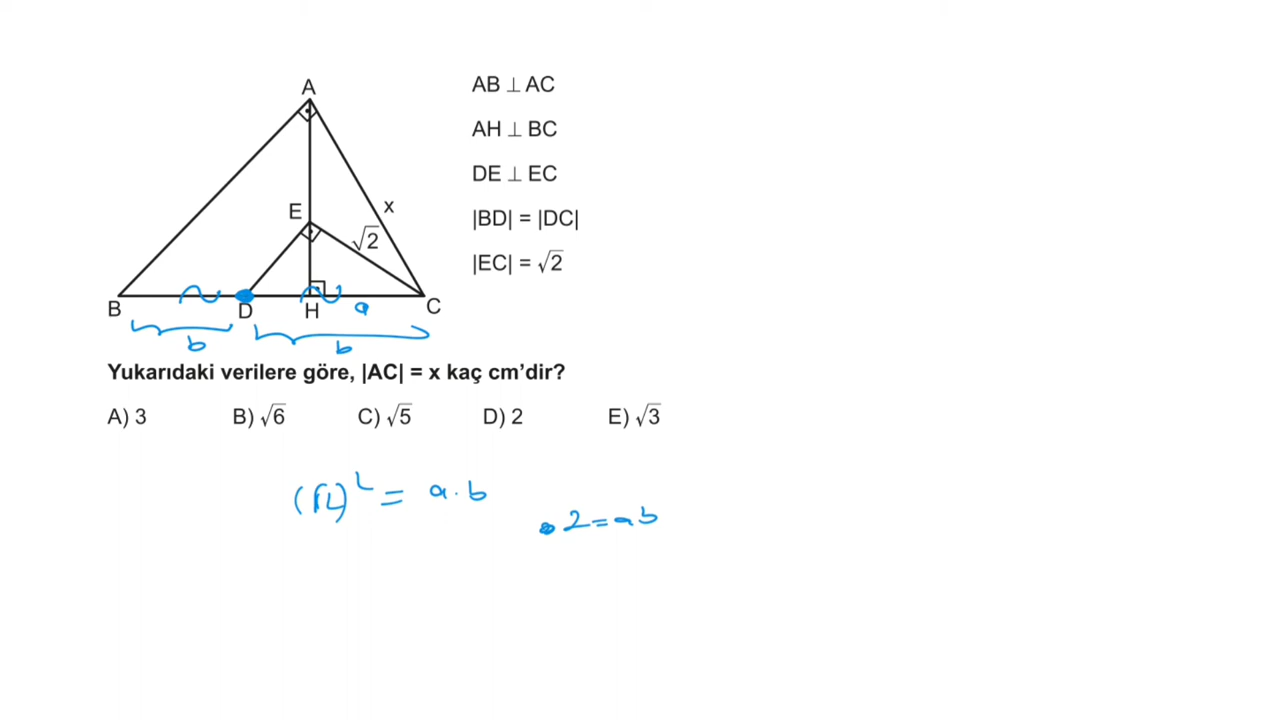 A
AB ⊥ AC
AH ⊥ BC
DE ⊥ EC
|BD| = |DC|
|EC| = √2
E
x
√2
B
D
H
a
C
b
b
Yukarıdaki verilere göre, |AC| = x kaç cm'dir?
A) 3 B) √6 C) √5 D) 2 E) √3
(√2)² = a.b
2 = ab